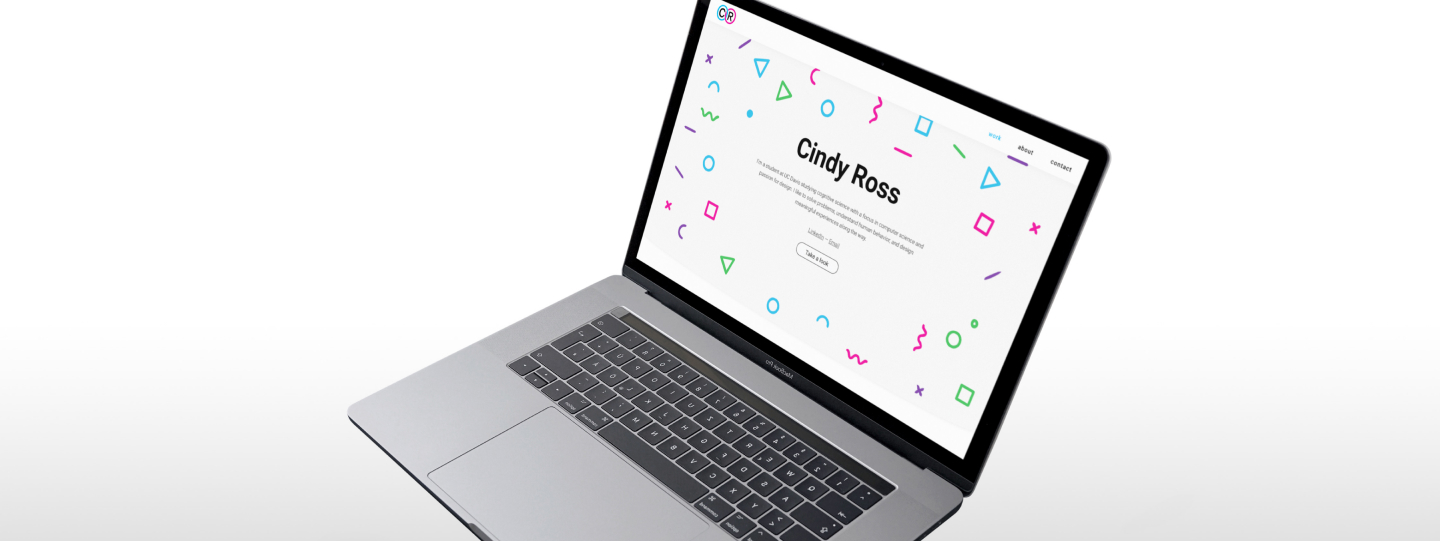 CR
work
about
contact
Cindy Ross
I'm a student at UC Davis studying cognitive science with a focus in computer science and
passion for design. I like to solve problems, understand human behavior, and design
meaningful experiences along the way.
LinkedIn – Email
Take a look
MacBook Pro